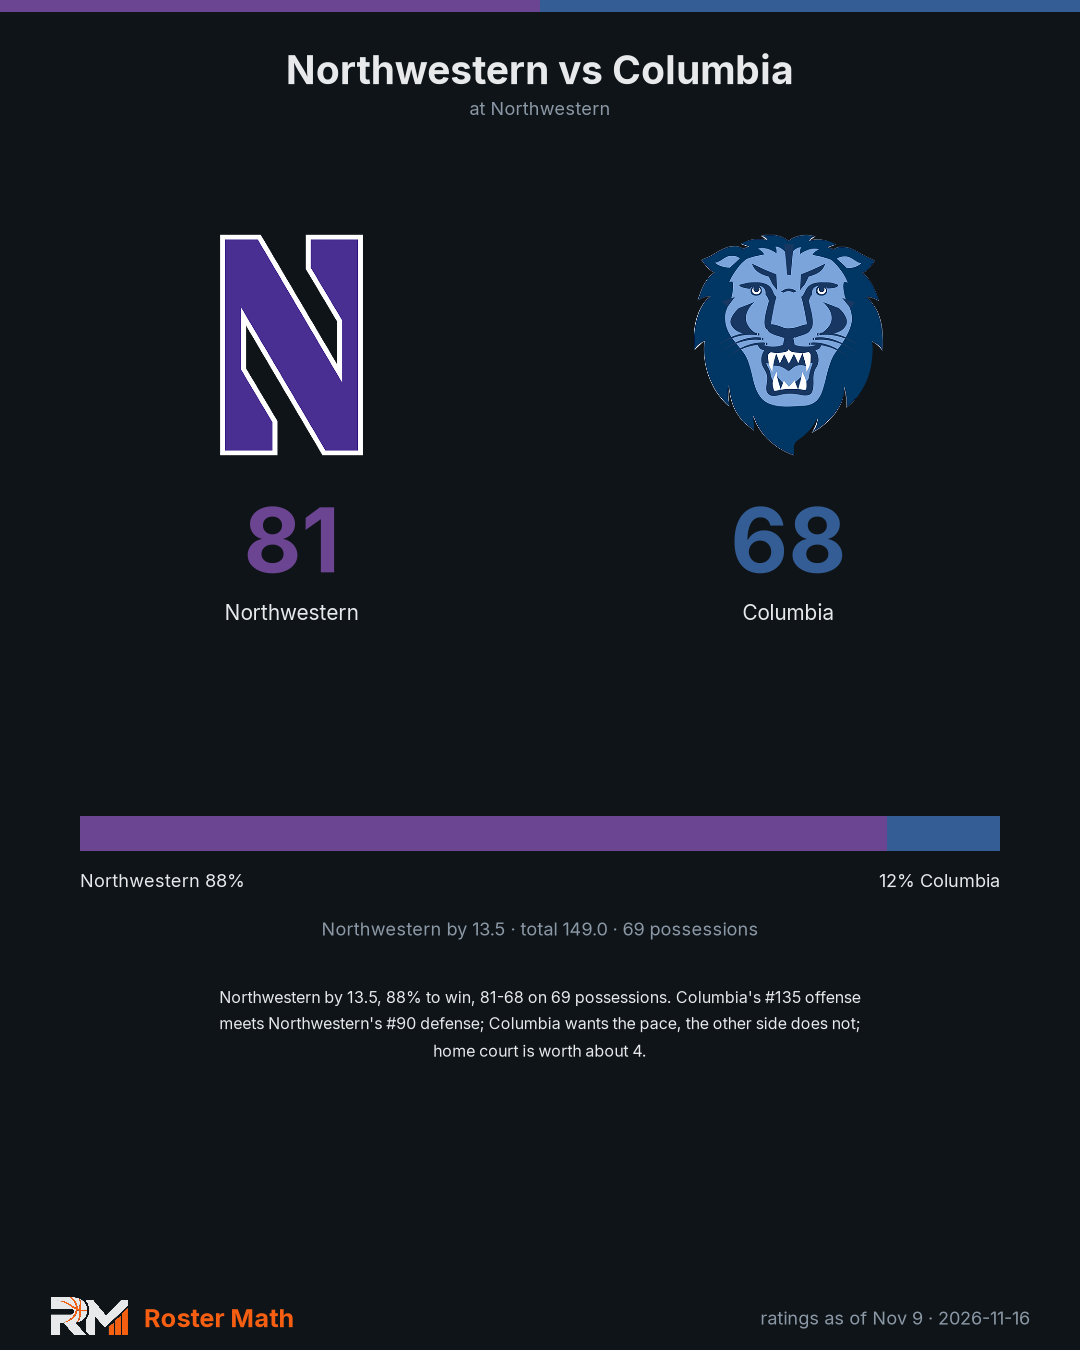 Northwestern vs Columbia
at Northwestern
N
81
68
Northwestern
Columbia
Northwestern 88%
12% Columbia
Northwestern by 13.5 · total 149.0 · 69 possessions
Northwestern by 13.5, 88% to win, 81-68 on 69 possessions. Columbia's #135 offense
meets Northwestern's #90 defense; Columbia wants the pace, the other side does not;
home court is worth about 4.
RM Roster Math
ratings as of Nov 9 · 2026-11-16